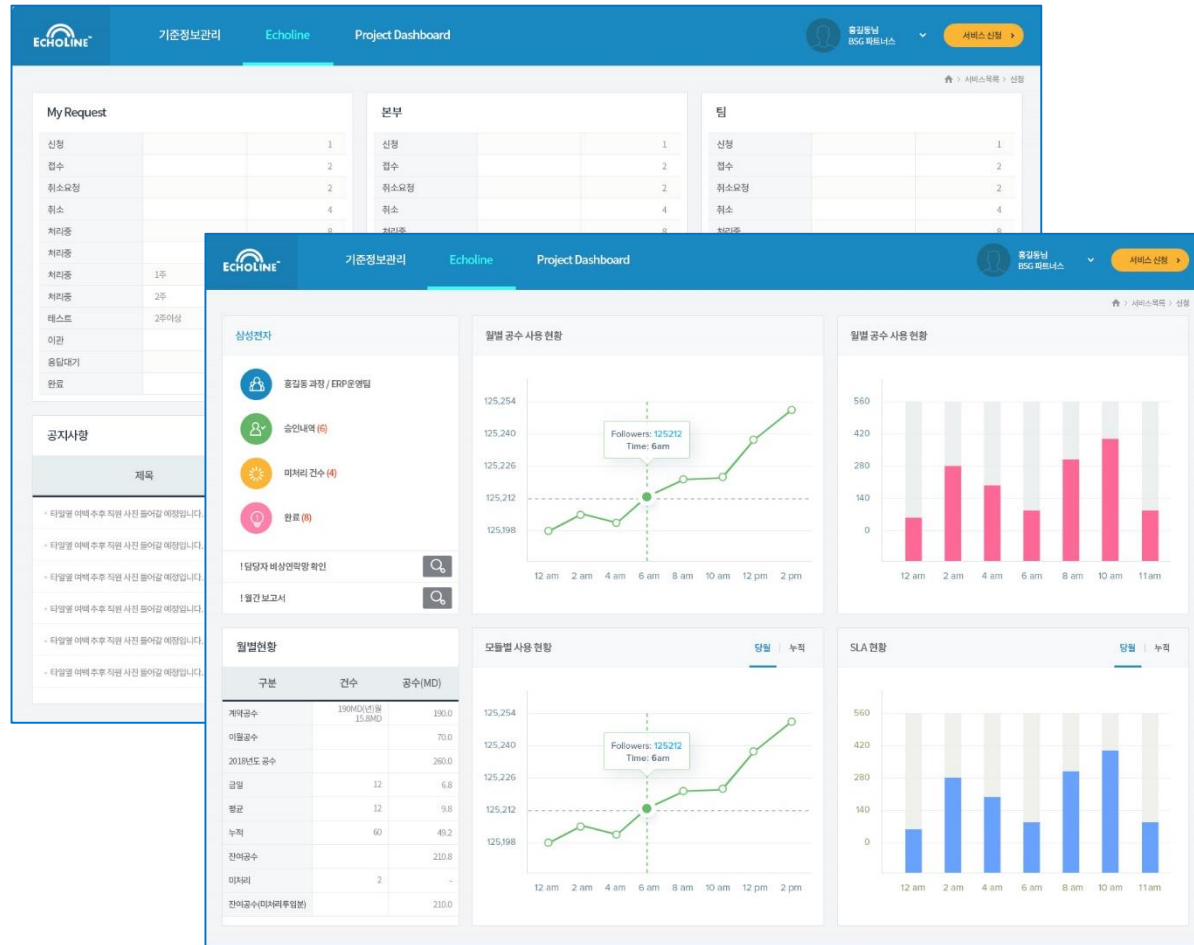 ECHOLINE
기준정보관리
Echoline
Project Dashboard
홍길동님
BSG 파트너스
서비스 신청 >
> 서비스목록 > 신청
My Request
신청 1
접수 2
취소요청 2
취소 4
처리중 8
처리중
처리중 1주
처리중 2주
테스트 2주이상
이관
응답대기
완료
본부
신청 1
접수 2
취소요청 2
취소 4
처리중 8
팀
신청 1
접수 2
취소요청 2
취소 4
처리중 8
공지사항
제목
- 타일옆 여백 추후 직원 사진 들어갈 예정입니다.
- 타일옆 여백 추후 직원 사진 들어갈 예정입니다.
- 타일옆 여백 추후 직원 사진 들어갈 예정입니다.
- 타일옆 여백 추후 직원 사진 들어갈 예정입니다.
- 타일옆 여백 추후 직원 사진 들어갈 예정입니다.
- 타일옆 여백 추후 직원 사진 들어갈 예정입니다.
ECHOLINE
기준정보관리
Echoline
Project Dashboard
홍길동님
BSG 파트너스
서비스 신청 >
> 서비스목록 > 신청
삼성전자
홍길동 과장 / ERP운영팀
승인내역 (6)
미처리 건수 (4)
완료 (8)
! 담당자 비상연락망 확인
! 월간 보고서
월별 공수 사용 현황
125,254
125,240
125,226
125,212
125,198
Followers: 125212
Time: 6am
12 am 2 am 4 am 6 am 8 am 10 am 12 pm 2 pm
월별 공수 사용 현황
560
420
280
140
0
12 am 2 am 4 am 6 am 8 am 10 am 11am
월별현황
구분 건수 공수(MD)
계약공수 190MD(년)월 190.0
15.8MD
이월공수 70.0
2018년도 공수 260.0
금일 12 6.8
평균 12 9.8
누적 60 49.2
잔여공수 210.8
미처리 2 -
잔여공수(미처리투입분) 210.0
모듈별 사용 현황
당월 | 누적
125,254
125,240
125,226
125,212
125,198
Followers: 125212
Time: 6am
12 am 2 am 4 am 6 am 8 am 10 am 12 pm 2 pm
SLA 현황
당월 | 누적
560
420
280
140
0
12 am 2 am 4 am 6 am 8 am 10 am 11am